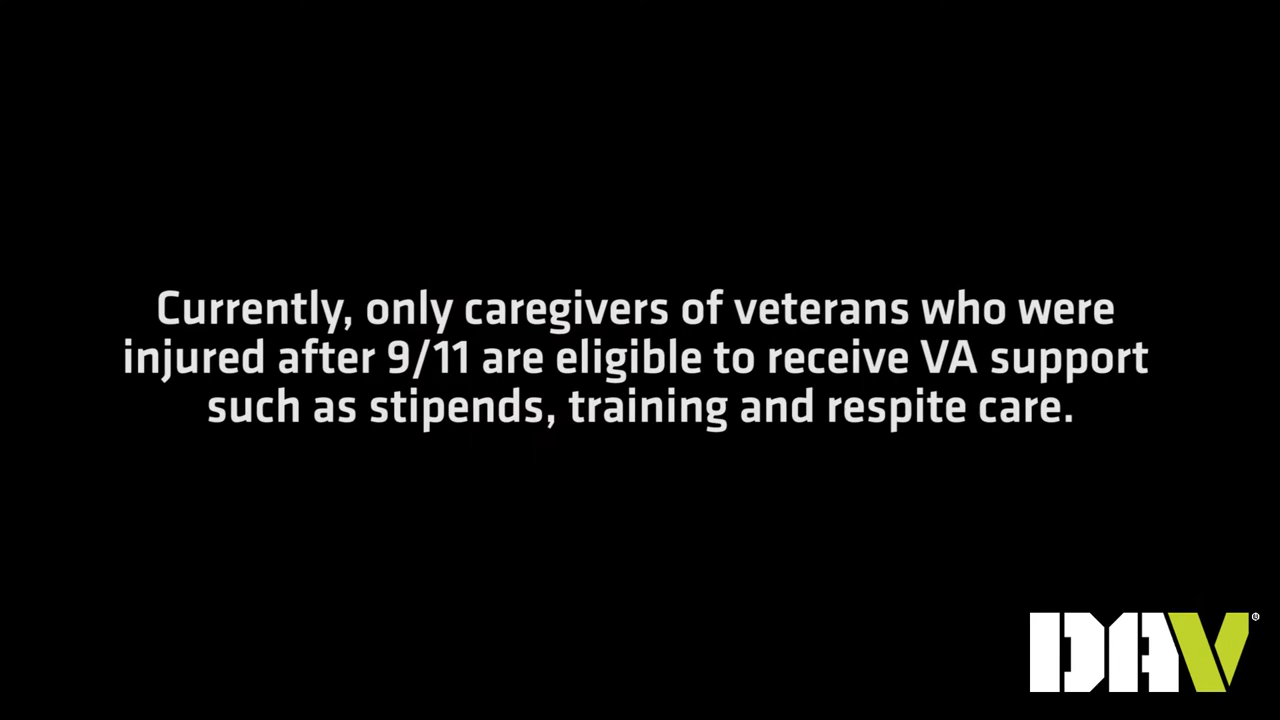 Currently, only caregivers of veterans who were
injured after 9/11 are eligible to receive VA support
such as stipends, training and respite care.
DAV®